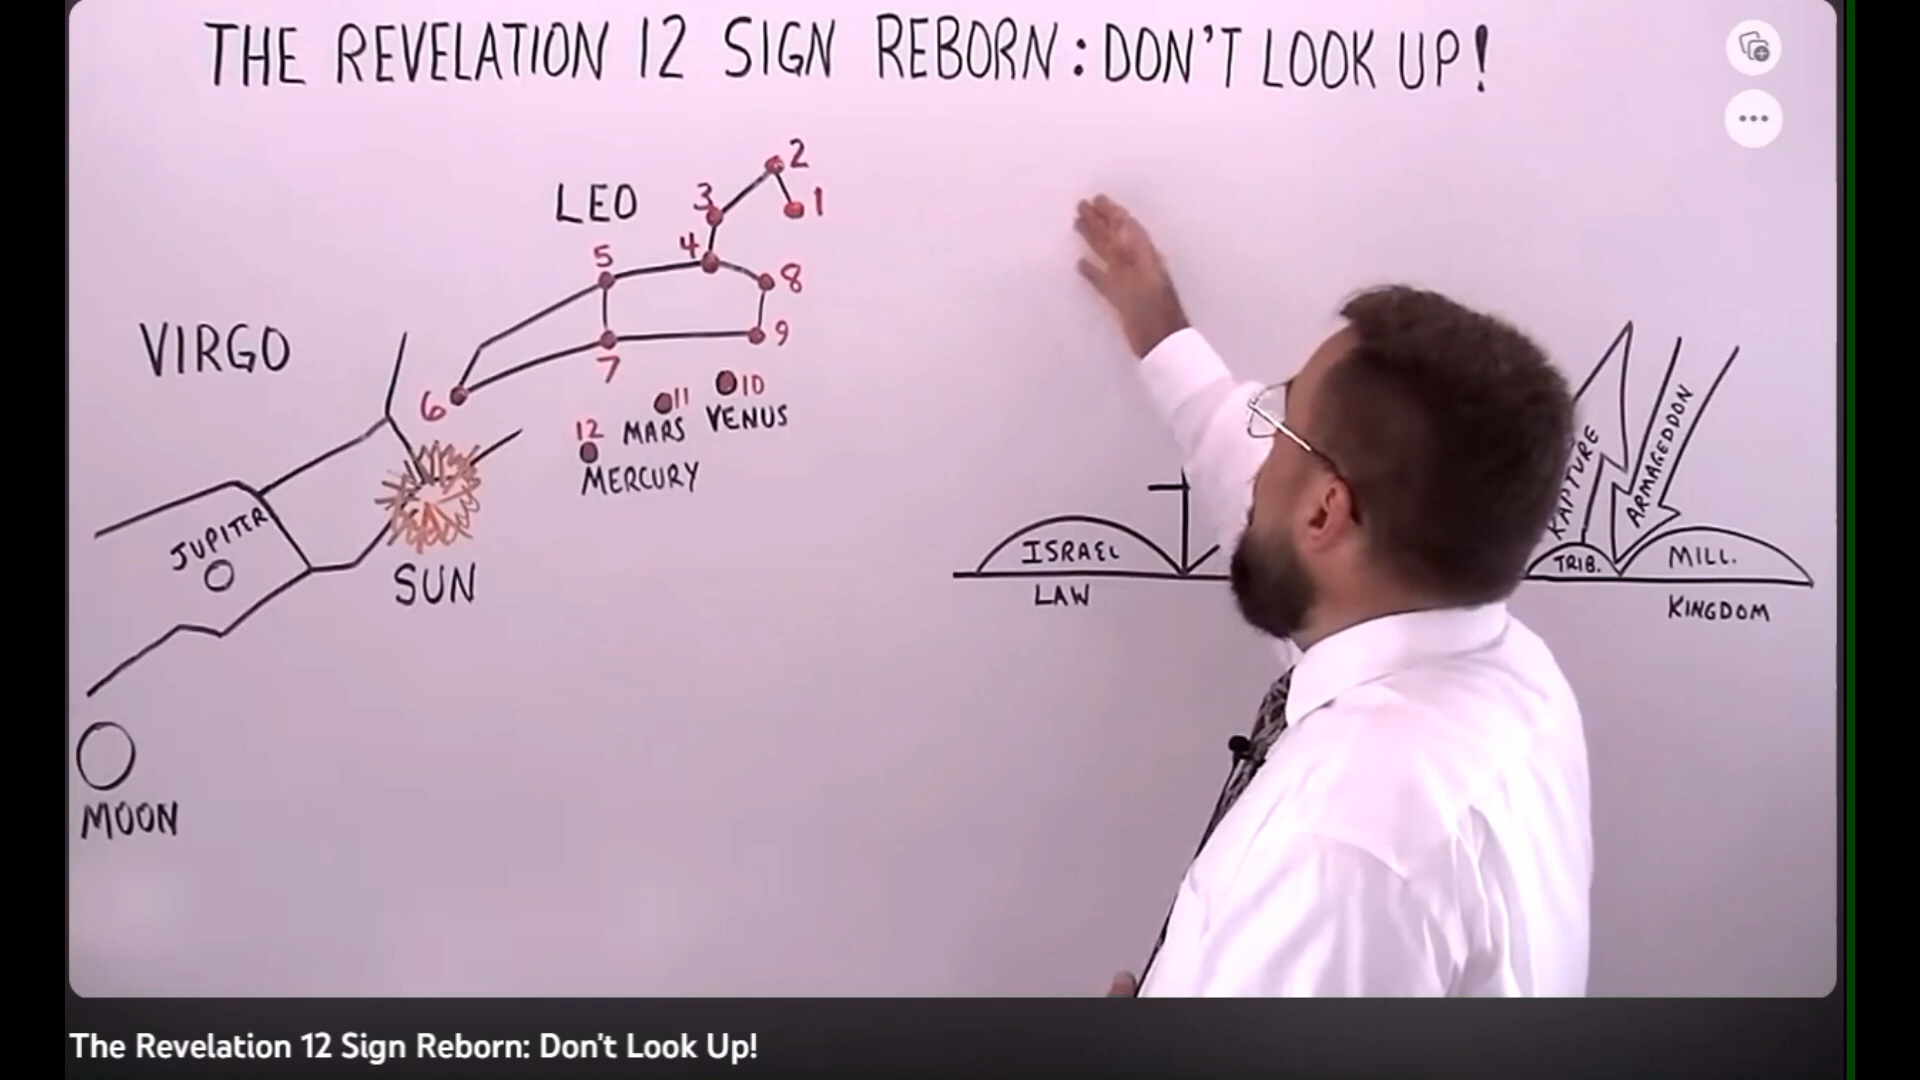 THE REVELATION 12 SIGN REBORN: DON'T LOOK UP!
LEO
2
3
1
4
5
8
9
7
6
VIRGO
10
11
VENUS
MARS
12
MERCURY
JUPITER
SUN
MOON
ISRAEL
LAW
RAPTURE
ARMAGEDDON
TRIB.
MILL.
KINGDOM
The Revelation 12 Sign Reborn: Don't Look Up!